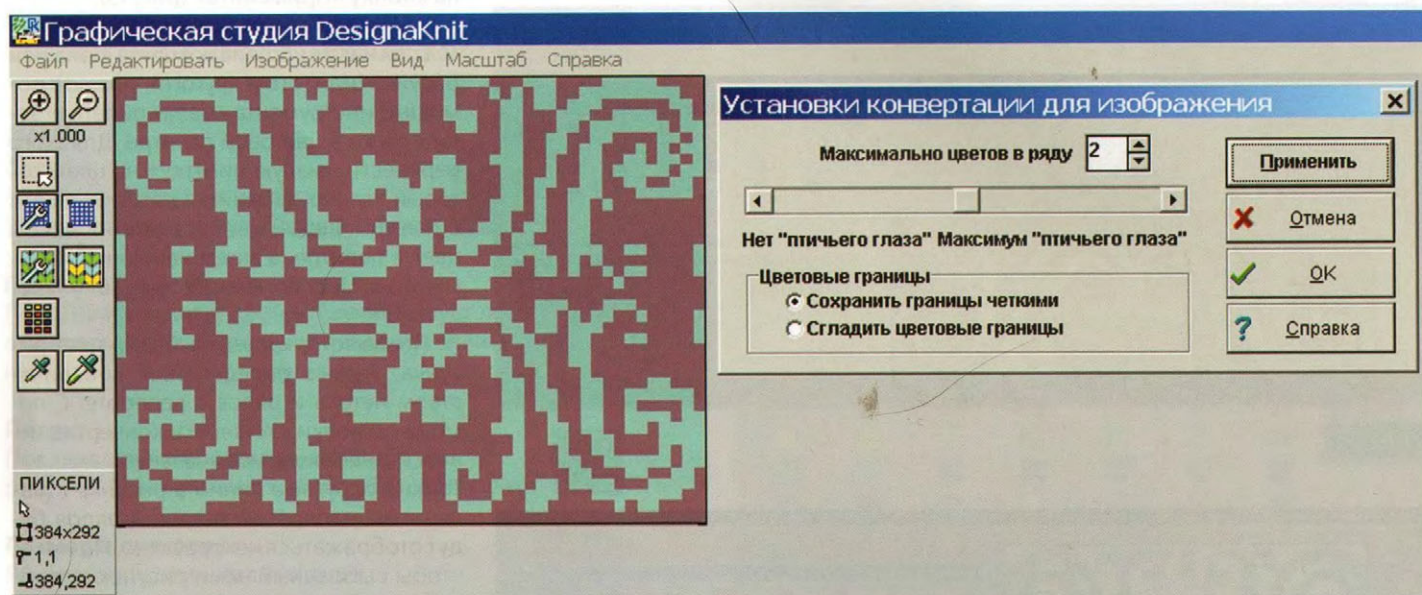 Графическая студия DesignaKnit
Файл Редактировать Изображение Вид Масштаб Справка
x1.000
ПИКСЕЛИ
384x292
1,1
384,292
Установки конвертации для изображения
Максимально цветов в ряду 2
Нет "птичьего глаза" Максимум "птичьего глаза"
Цветовые границы
Сохранить границы четкими
Сгладить цветовые границы
Применить
Отмена
OK
? Справка